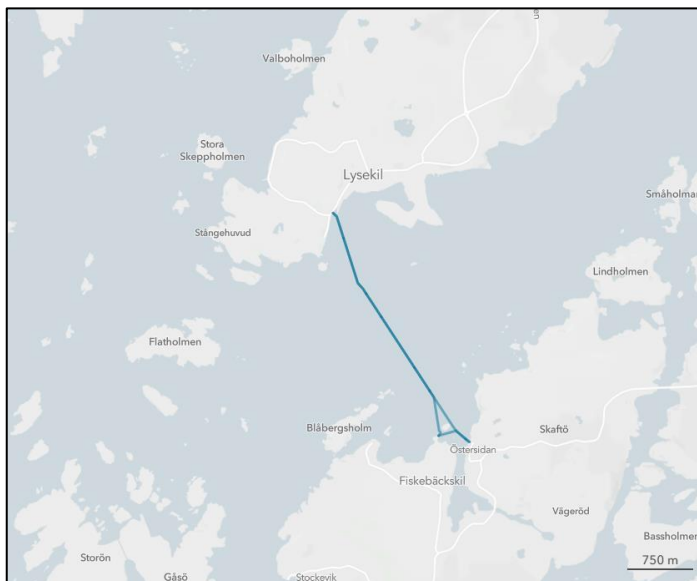 Valboholmen
Stora
Skeppholmen
Lysekil
Småholmar
Stångehuvud
Lindholmen
Flatholmen
Blåbergsholm
Skaftö
Östersidan
Fiskebäckskil
Vägeröd
Bassholmen
Storön
Gåsö
Stockevik
750 m